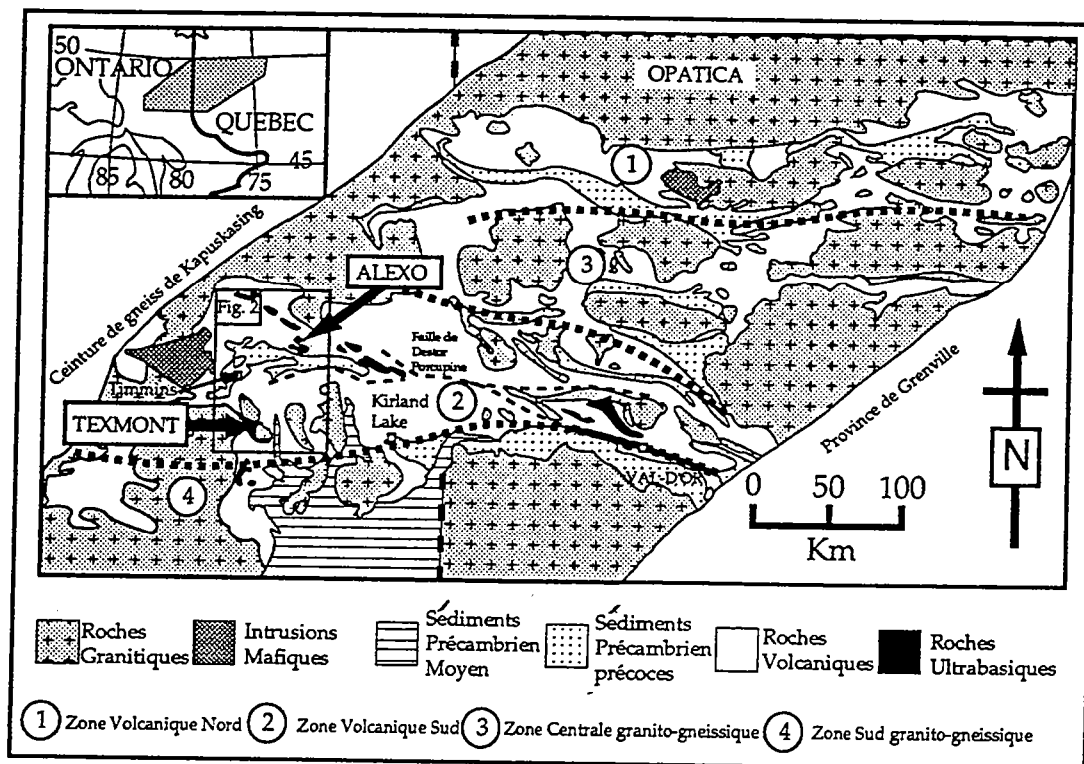 50
ONTARIO
QUEBEC
45
85
80
75
OPATICA
1
Ceinture de gneiss de Kapuskasing
3
ALEXO
Fig. 2
Faille de
Destor
Porcupine
Timmins
Province de Grenville
Kirland
Lake
2
TEXMONT
N
VAL-D'OR
4
0 50 100
Km
Roches
Granitiques
Intrusions
Mafiques
Sédiments
Précambrien
Moyen
Sédiments
Précambrien
précoces
Roches
Volcaniques
Roches
Ultrabasiques
1 Zone Volcanique Nord 2 Zone Volcanique Sud 3 Zone Centrale granito-gneissique 4 Zone Sud granito-gneissique